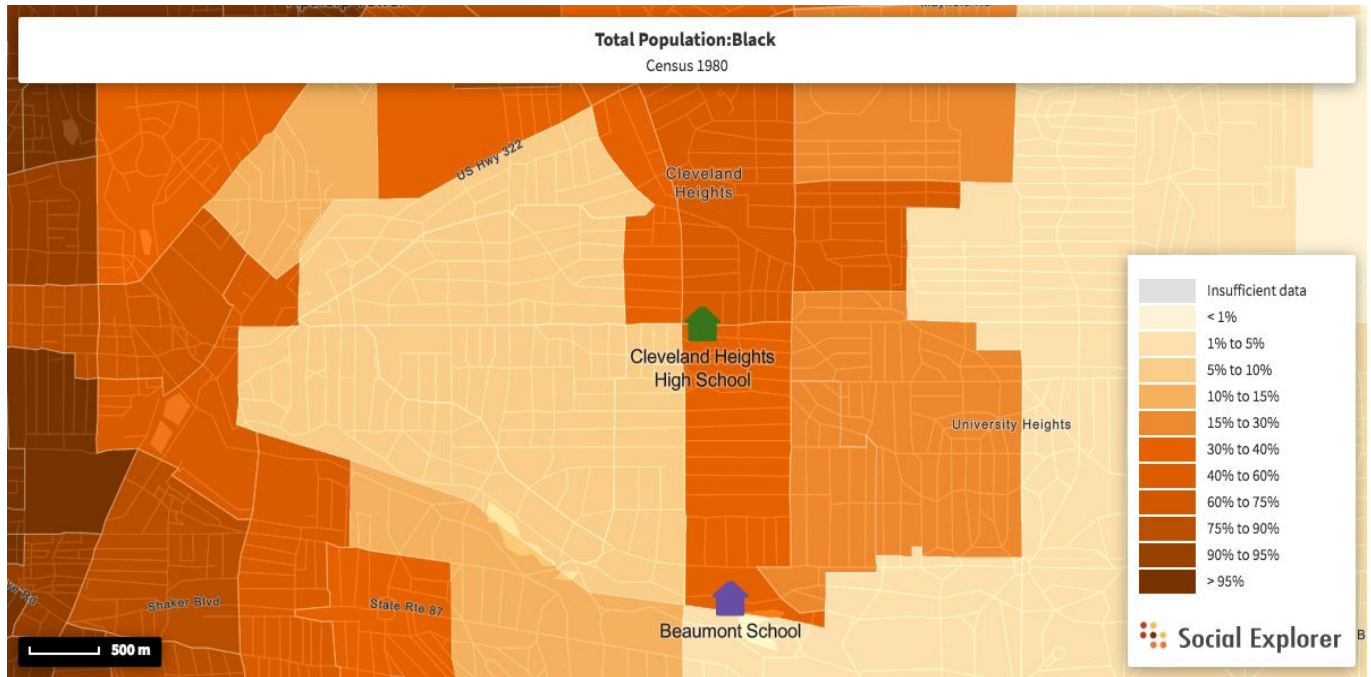 Total Population:Black
Census 1980
US Hwy 322
Cleveland
Heights
Cleveland Heights
High School
University Heights
Shaker Blvd
State Rte 87
Beaumont School
500 m
Insufficient data
< 1%
1% to 5%
5% to 10%
10% to 15%
15% to 30%
30% to 40%
40% to 60%
60% to 75%
75% to 90%
90% to 95%
> 95%
Social Explorer
B